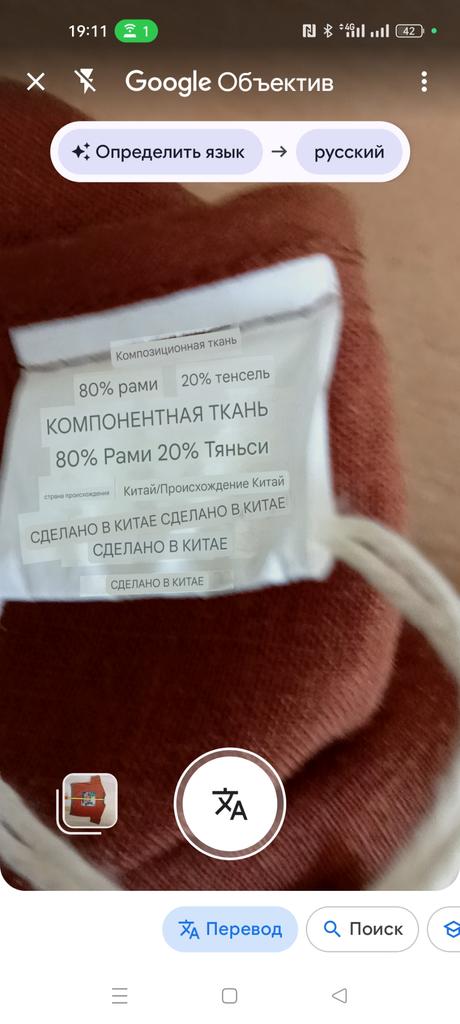 19:11 1 4G 42
Google Объектив
Определить язык → русский
Композиционная ткань
80% рами 20% тенсель
КОМПОНЕНТНАЯ ТКАНЬ
80% Рами 20% Тяньси
страна происхождения Китай/Происхождение Китай
СДЕЛАНО В КИТАЕ СДЕЛАНО В КИТАЕ
СДЕЛАНО В КИТАЕ
СДЕЛАНО В КИТАЕ
Перевод Поиск